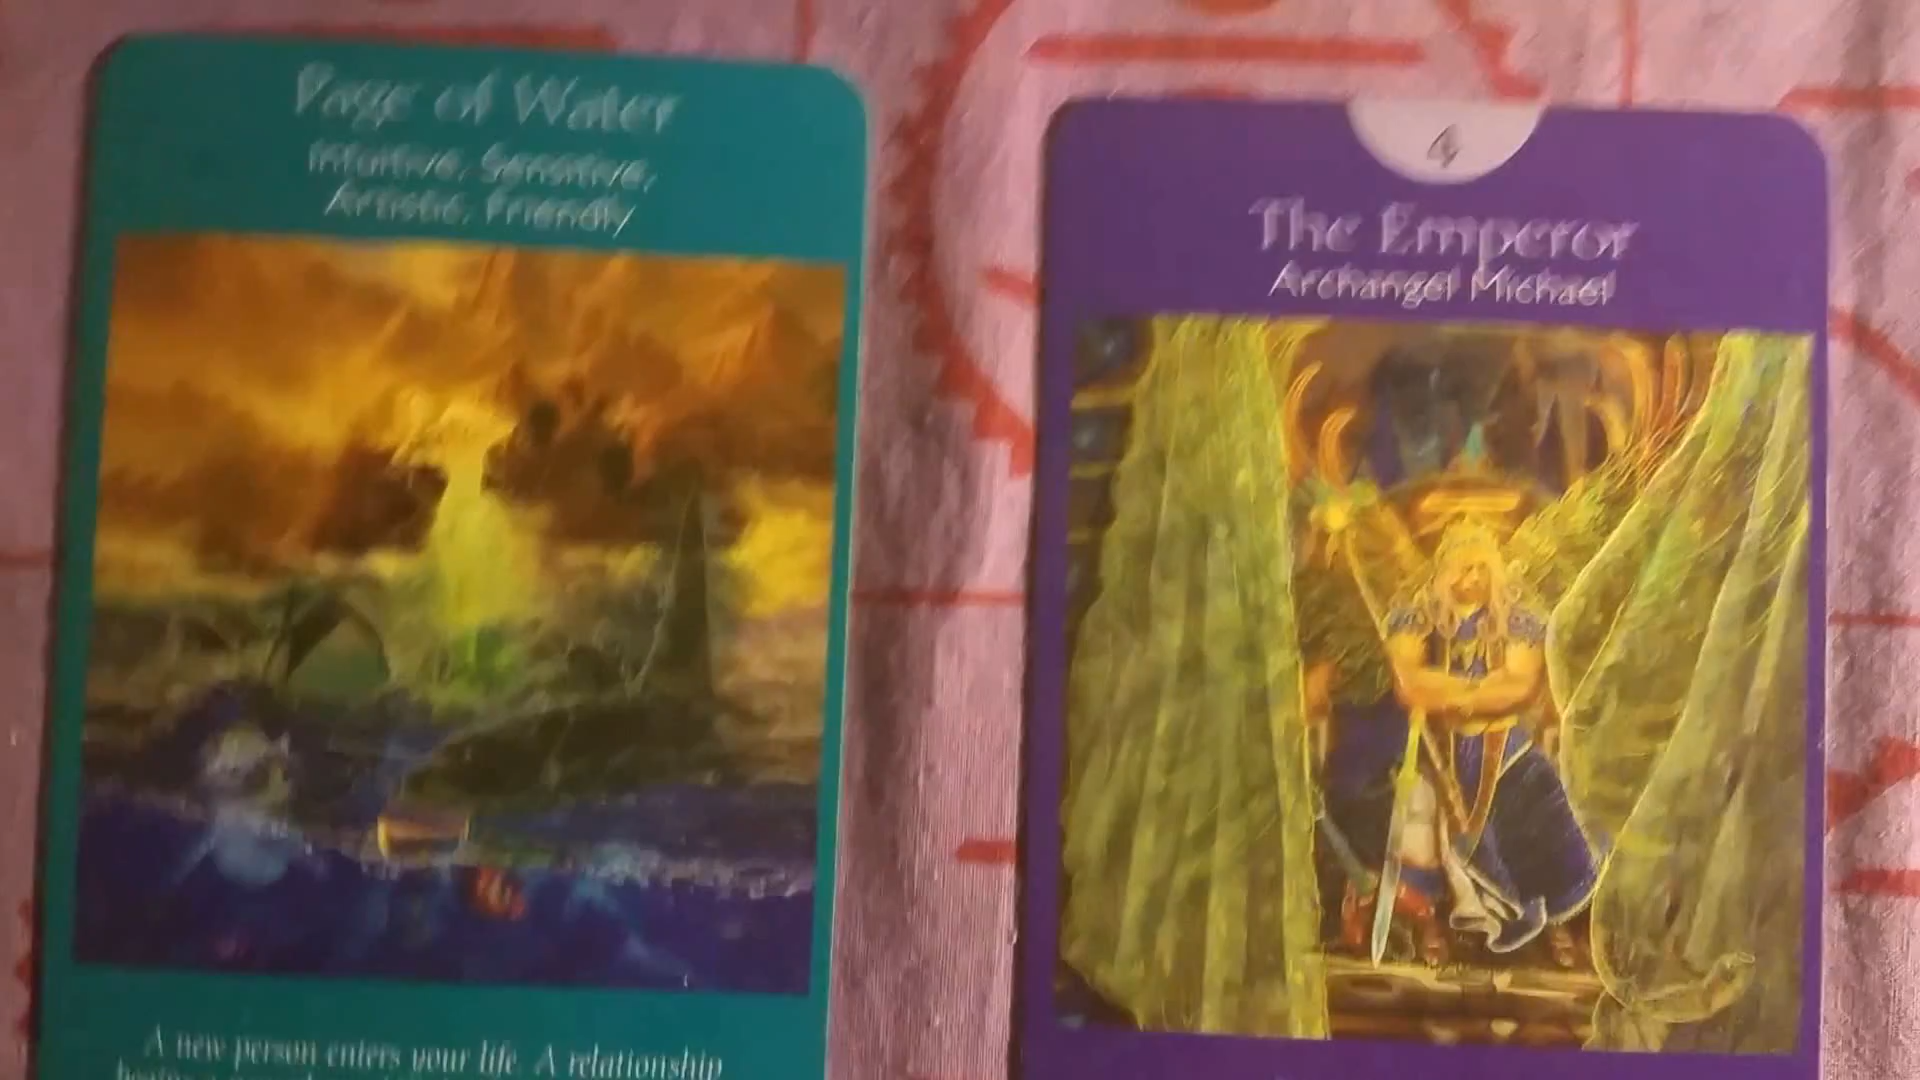 Page of Water
Intuitive, Sensitive,
Artistic, Friendly
A new person enters your life. A relationship
4
The Emperor
Archangel Michael